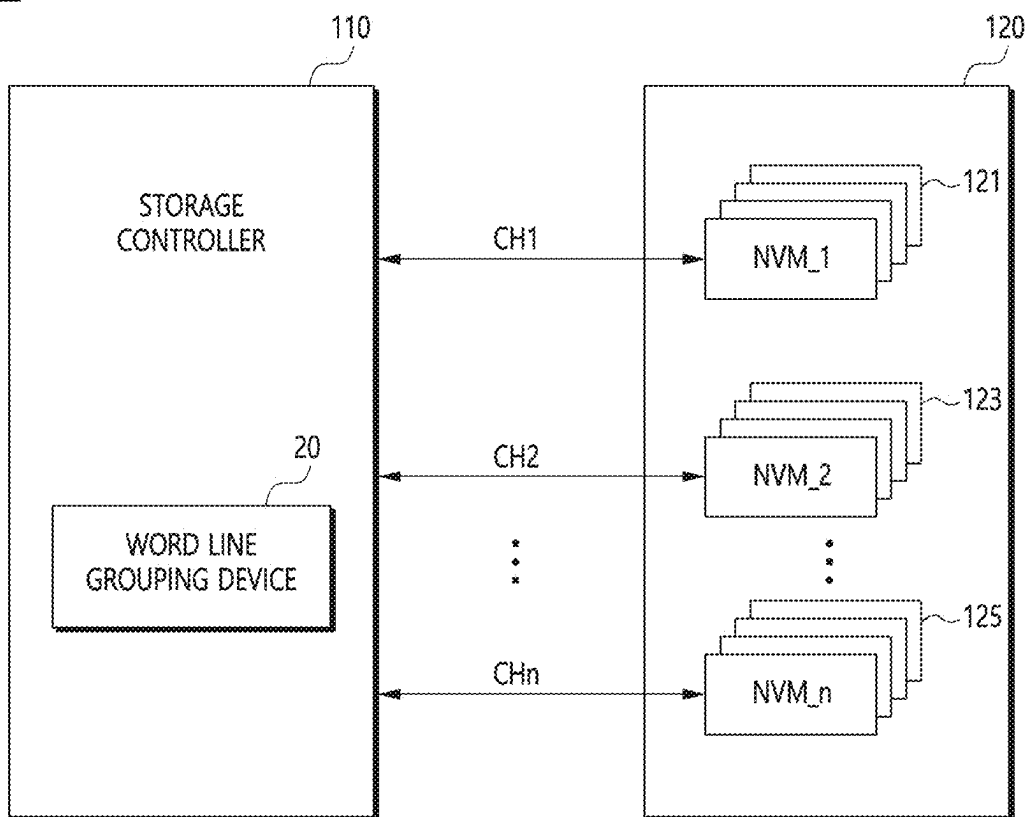 110
120
STORAGE
CONTROLLER
121
CH1
NVM_1
123
CH2
NVM_2
20
WORD LINE
GROUPING DEVICE
125
CHn
NVM_n